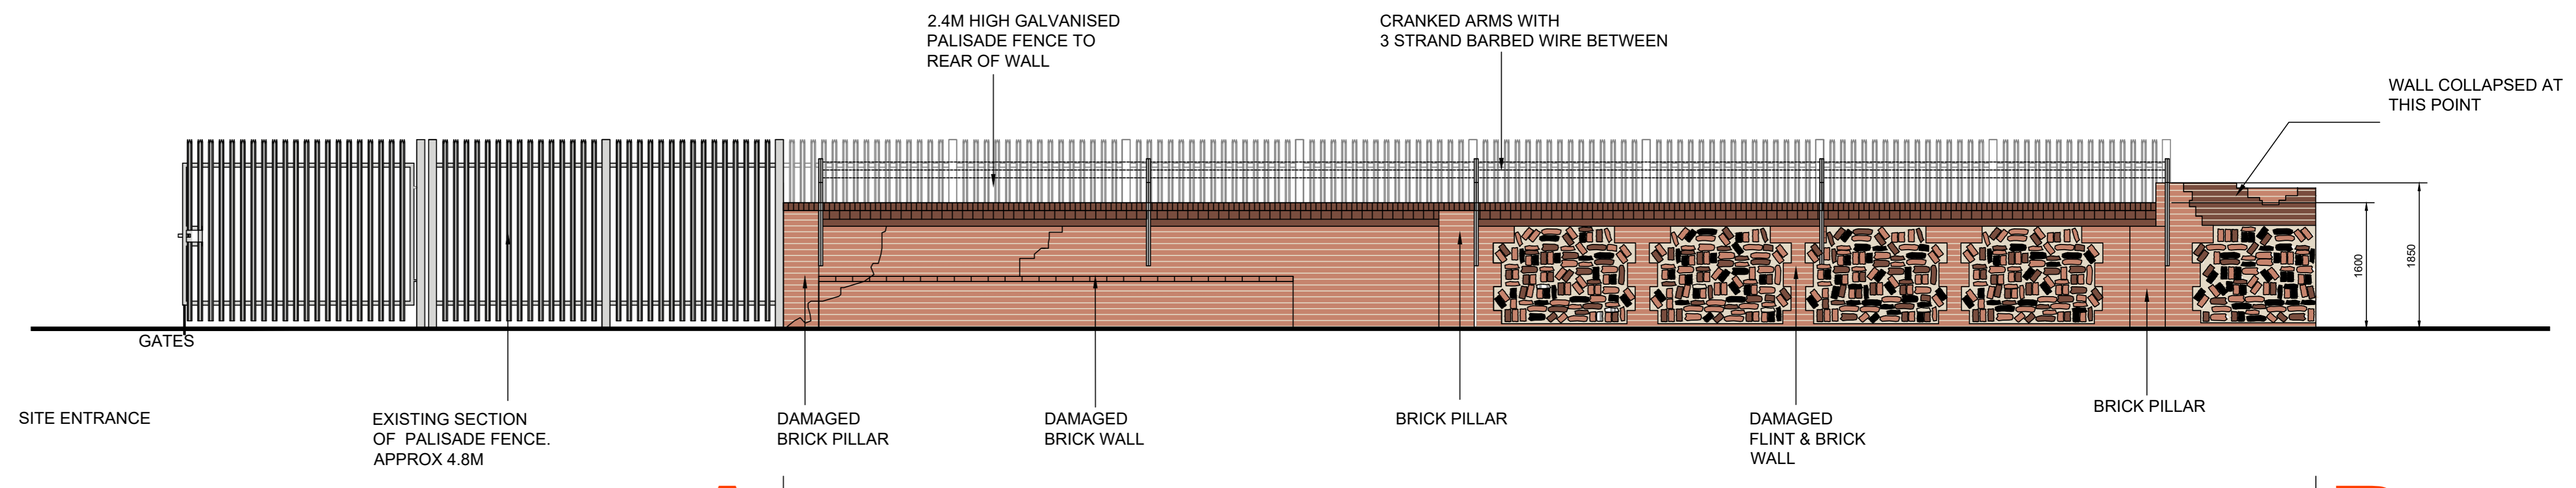 2.4M HIGH GALVANISED
PALISADE FENCE TO
REAR OF WALL
CRANKED ARMS WITH
3 STRAND BARBED WIRE BETWEEN
WALL COLLAPSED AT
THIS POINT
1600
1850
GATES
SITE ENTRANCE
EXISTING SECTION
OF PALISADE FENCE.
APPROX 4.8M
DAMAGED
BRICK PILLAR
DAMAGED
BRICK WALL
BRICK PILLAR
DAMAGED
FLINT & BRICK
WALL
BRICK PILLAR